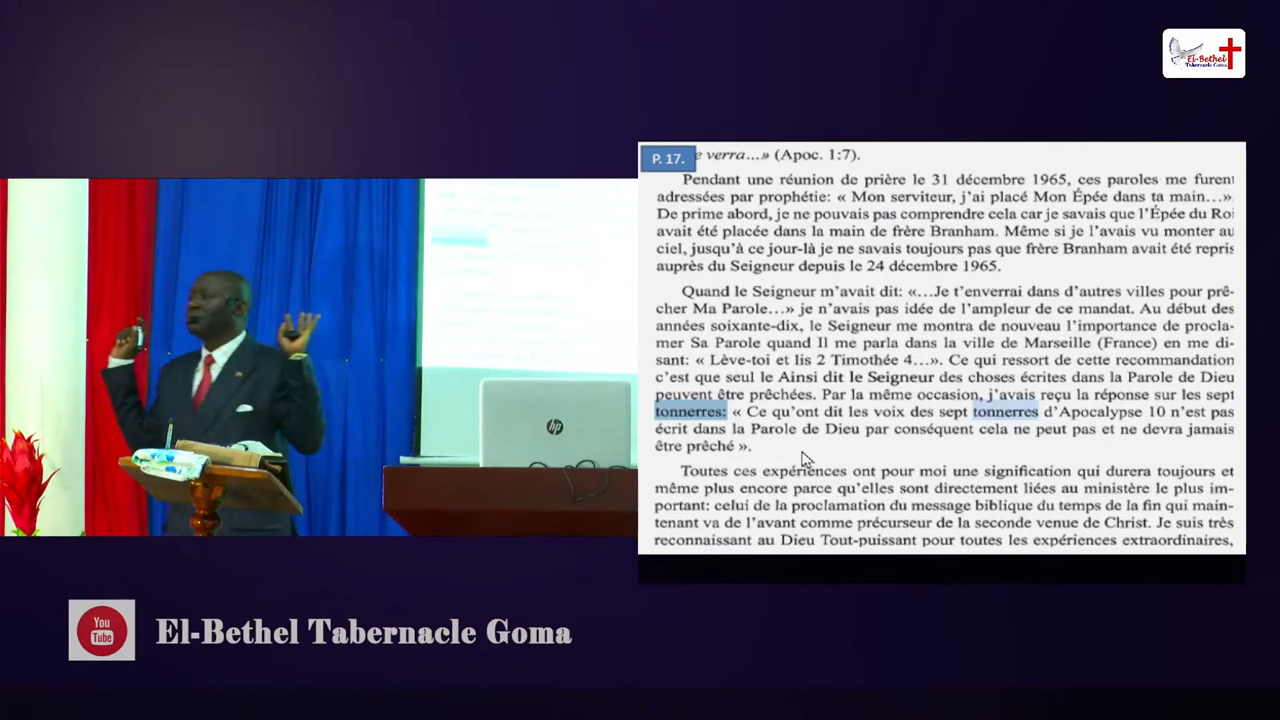 El-Bethel
Tabernacle Goma
P. 17.
e verra...» (Apoc. 1:7).
Pendant une réunion de prière le 31 décembre 1965, ces paroles me furent
adressées par prophétie: « Mon serviteur, j’ai placé Mon Épée dans ta main…».
De prime abord, je ne pouvais pas comprendre cela car je savais que l’Épée du Roi
avait été placée dans la main de frère Branham. Même si je l’avais vu monter au
ciel, jusqu’à ce jour-là je ne savais toujours pas que frère Branham avait été repris
auprès du Seigneur depuis le 24 décembre 1965.
Quand le Seigneur m’avait dit: «…Je t’enverrai dans d’autres villes pour prê-
cher Ma Parole…» je n’avais pas idée de l’ampleur de ce mandat. Au début des
années soixante-dix, le Seigneur me montra de nouveau l’importance de procla-
mer Sa Parole quand Il me parla dans la ville de Marseille (France) en me di-
sant: « Lève-toi et lis 2 Timothée 4…». Ce qui ressort de cette recommandation
c’est que seul le Ainsi dit le Seigneur des choses écrites dans la Parole de Dieu
peuvent être prêchées. Par la même occasion, j’avais reçu la réponse sur les sept
tonnerres: « Ce qu’ont dit les voix des sept tonnerres d’Apocalypse 10 n’est pas
écrit dans la Parole de Dieu par conséquent cela ne peut pas et ne devra jamais
être prêché ».
Toutes ces expériences ont pour moi une signification qui durera toujours et
même plus encore parce qu’elles sont directement liées au ministère le plus im-
portant: celui de la proclamation du message biblique du temps de la fin qui main-
tenant va de l’avant comme précurseur de la seconde venue de Christ. Je suis très
reconnaissant au Dieu Tout-puissant pour toutes les expériences extraordinaires,
hp
You
Tube
El-Bethel Tabernacle Goma